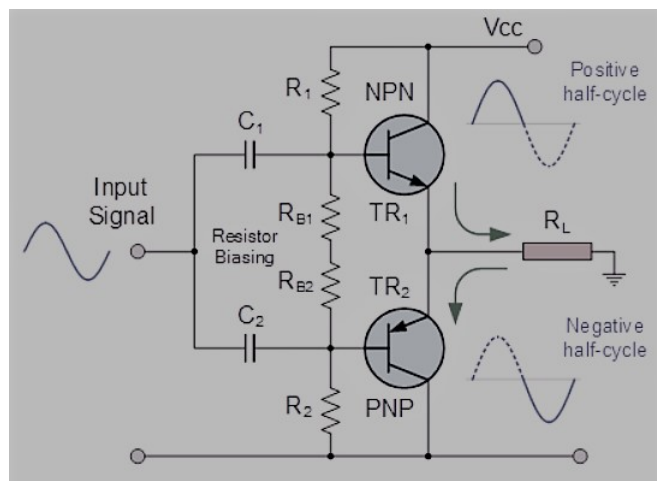 Vcc
Positive
half-cycle
R1
NPN
C1
Input
Signal
RB1
TR1
RL
Resistor
Biasing
RB2
TR2
C2
Negative
half-cycle
R2
PNP